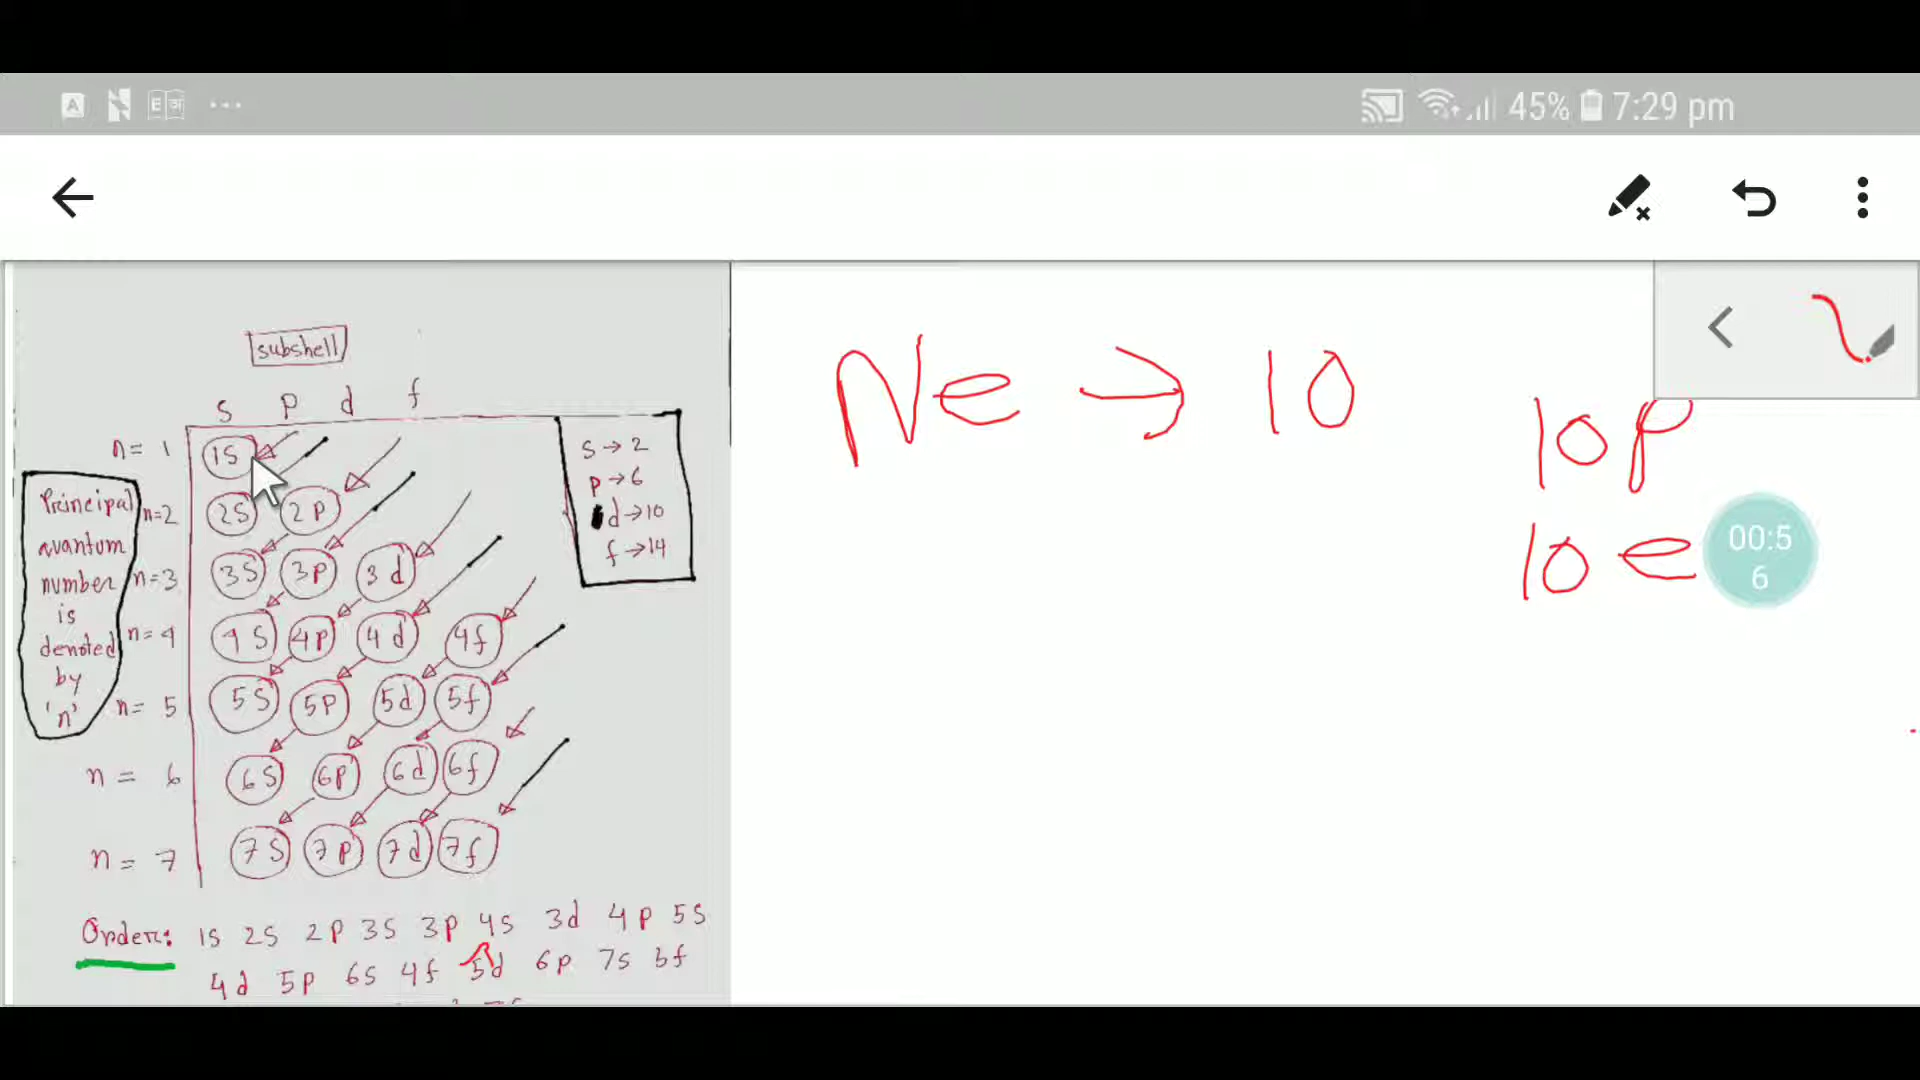 A E
45% 7:29 pm
subshell
s p d f
n = 1 1s
n=2 2s 2p
n=3 3s 3p 3d
n= 4 4s 4p 4d 4f
n= 5 5s 5p 5d 5f
n = 6 6s 6p 6d 6f
n = 7 7s 7p 7d 7f
Principal
quantum
number
is
denoted
by
'n'
s → 2
p → 6
d → 10
f → 14
Order: 1s 2s 2p 3s 3p 4s 3d 4p 5s
4d 5p 6s 4f 5d 6p 7s 5f
Ne → 10
10 P
10 e
00:5
6